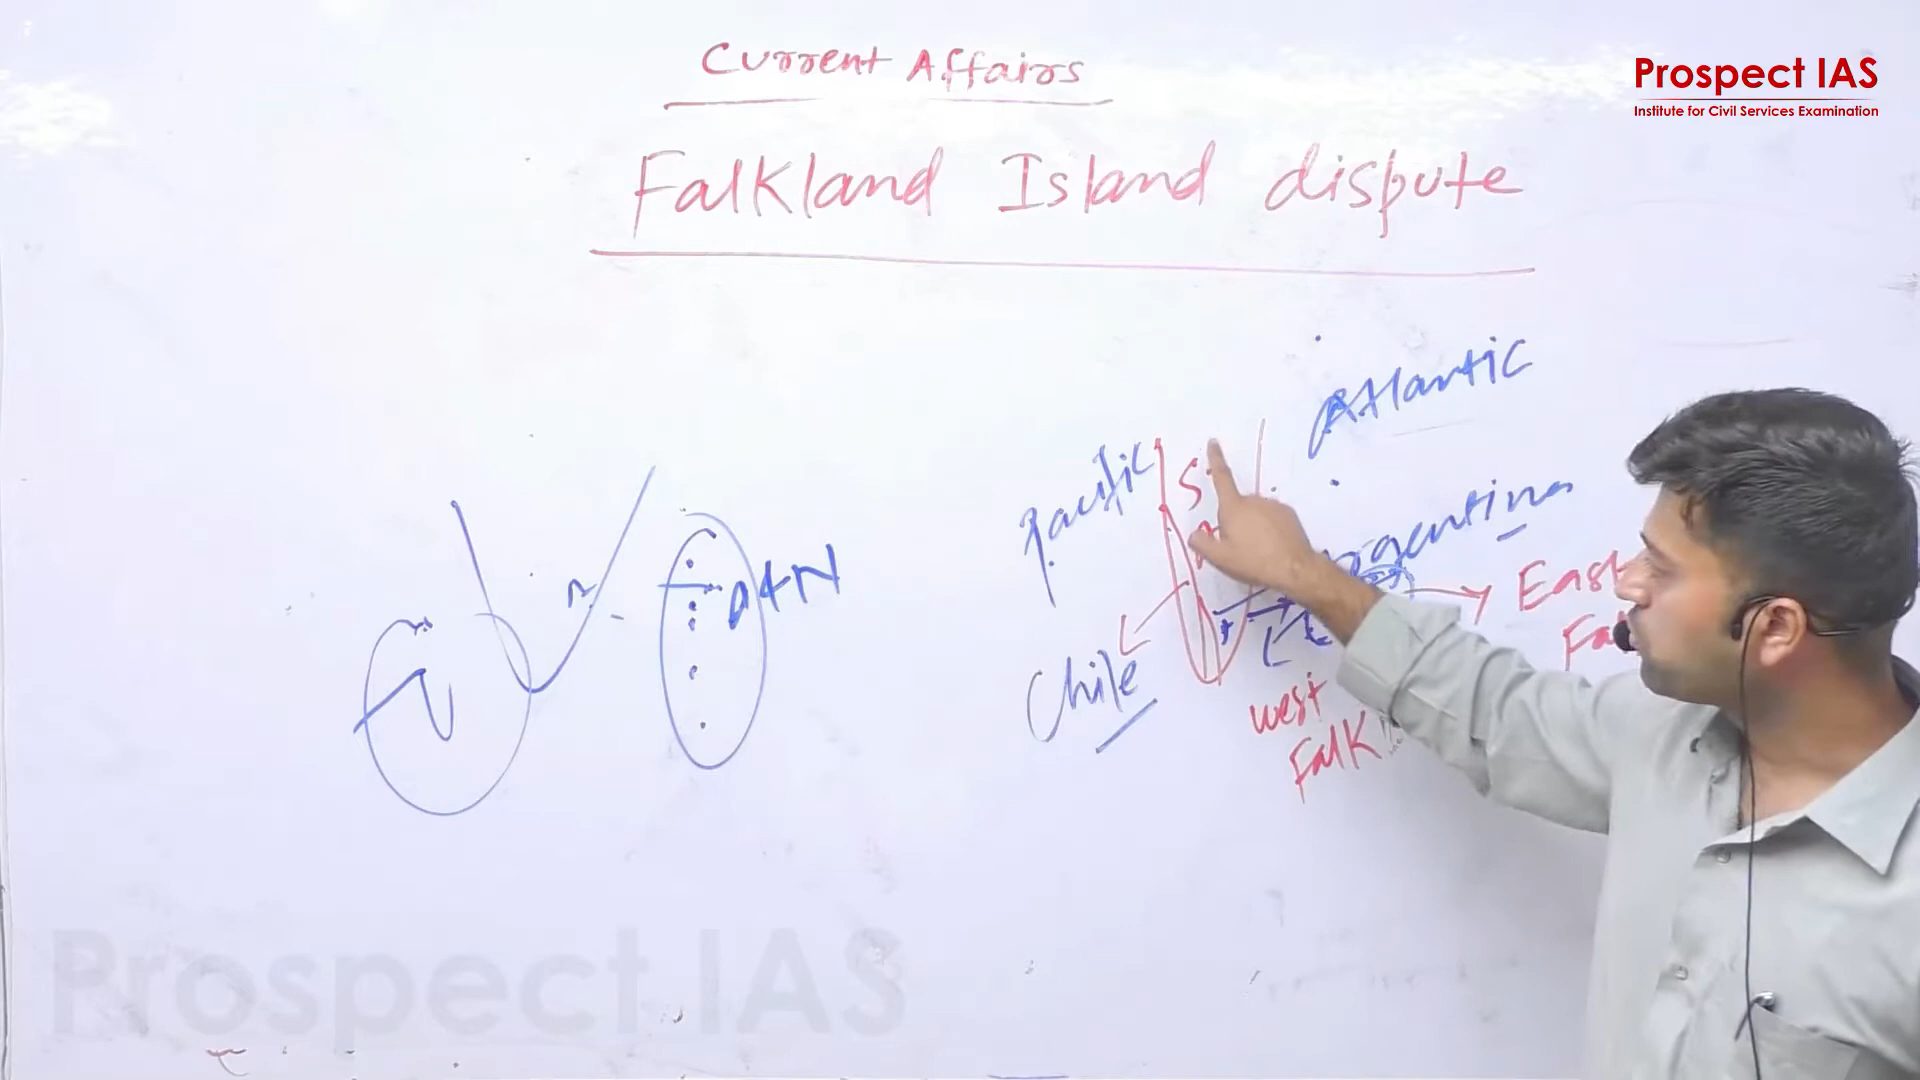 Current Affairs
Prospect IAS
Institute for Civil Services Examination
Falkland Island dispute
Atlantic
Pacific
S
Argentina
A+N
East
Fa
Chile
west
Falk
Prospect IAS